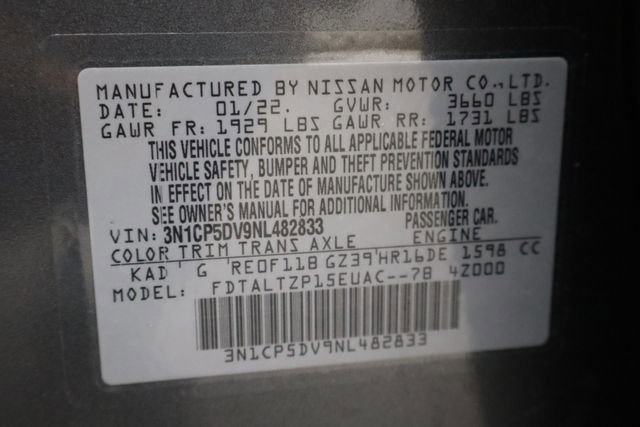 MANUFACTURED BY NISSAN MOTOR CO.,LTD.
DATE: 01/22. GVWR: 3660 LBS
GAWR FR: 1929 LBS GAWR RR: 1731 LBS
THIS VEHICLE CONFORMS TO ALL APPLICABLE FEDERAL MOTOR
VEHICLE SAFETY, BUMPER AND THEFT PREVENTION STANDARDS
IN EFFECT ON THE DATE OF MANUFACTURE SHOWN ABOVE.
SEE OWNER'S MANUAL FOR ADDITIONAL INFORMATION.
VIN: 3N1CP5DV9NL482833 PASSENGER CAR.
COLOR TRIM TRANS AXLE ENGINE
KAD G RE0F11B GZ39 HR16DE 1598 CC
MODEL: FDTALTZP15EUAC--7B 4Z000
3N1CP5DV9NL482833